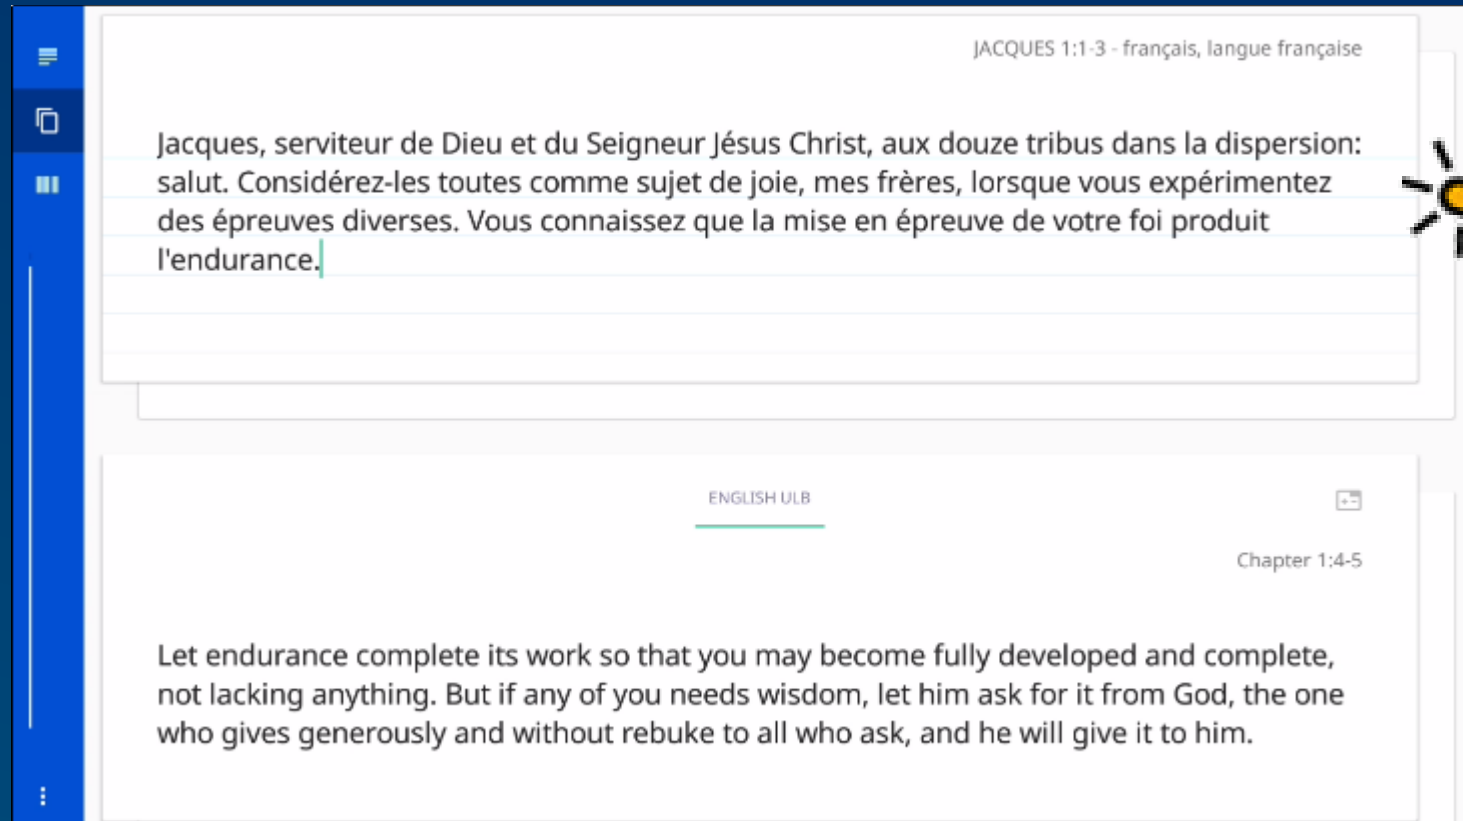 JACQUES 1:1-3 - français, langue française
Jacques, serviteur de Dieu et du Seigneur Jésus Christ, aux douze tribus dans la dispersion:
salut. Considérez-les toutes comme sujet de joie, mes frères, lorsque vous expérimentez
des épreuves diverses. Vous connaissez que la mise en épreuve de votre foi produit
l'endurance.
ENGLISH ULB
Chapter 1:4-5
Let endurance complete its work so that you may become fully developed and complete,
not lacking anything. But if any of you needs wisdom, let him ask for it from God, the one
who gives generously and without rebuke to all who ask, and he will give it to him.